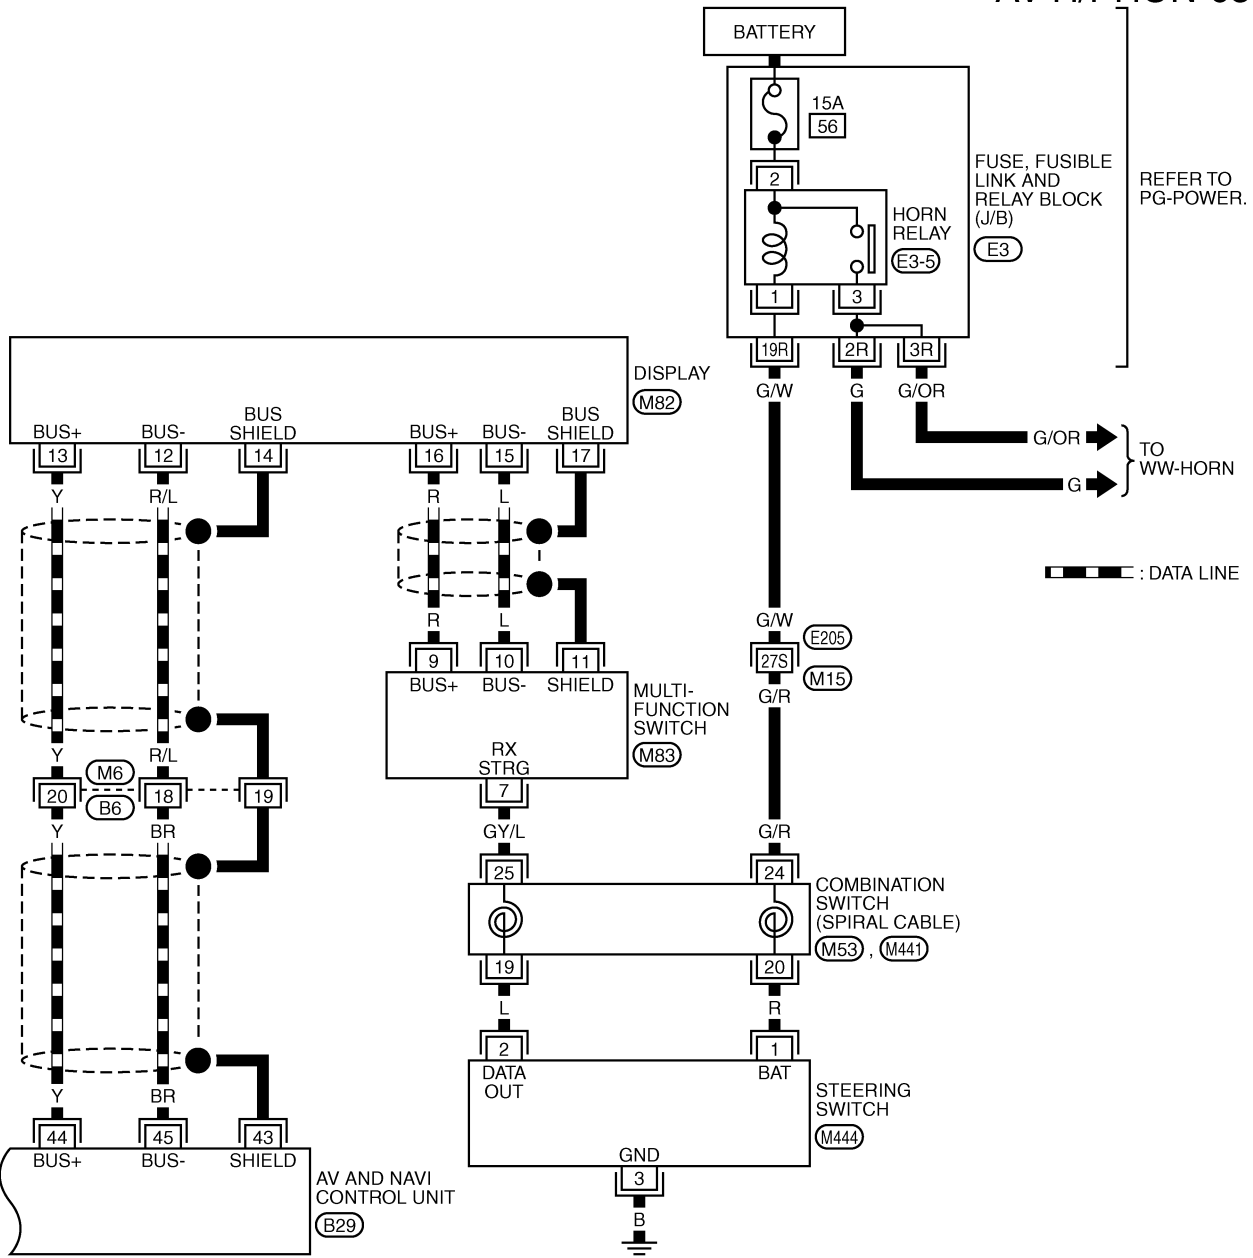 BATTERY
15A
56
2
FUSE, FUSIBLE
LINK AND
RELAY BLOCK
(J/B)
E3
REFER TO
PG-POWER.
HORN
RELAY
E3-5
1 3
19R 2R 3R
G/W G G/OR
G/OR
G
TO
WW-HORN
: DATA LINE
DISPLAY
M82
BUS+ BUS- BUS
SHIELD
BUS+ BUS- BUS
SHIELD
13 12 14 16 15 17
Y R/L R L
R L
9 10 11
BUS+ BUS- SHIELD
MULTI-
FUNCTION
SWITCH
M83
RX
STRG
7
GY/L
G/W
E205
27S
M15
G/R
G/R
Y R/L
M6
20 18 19
B6
Y BR
25 24
COMBINATION
SWITCH
(SPIRAL CABLE)
M53 , M441
19 20
L R
2 1
DATA
OUT
BAT
STEERING
SWITCH
M444
GND
3
B
Y BR
44 45 43
BUS+ BUS- SHIELD
AV AND NAVI
CONTROL UNIT
B29